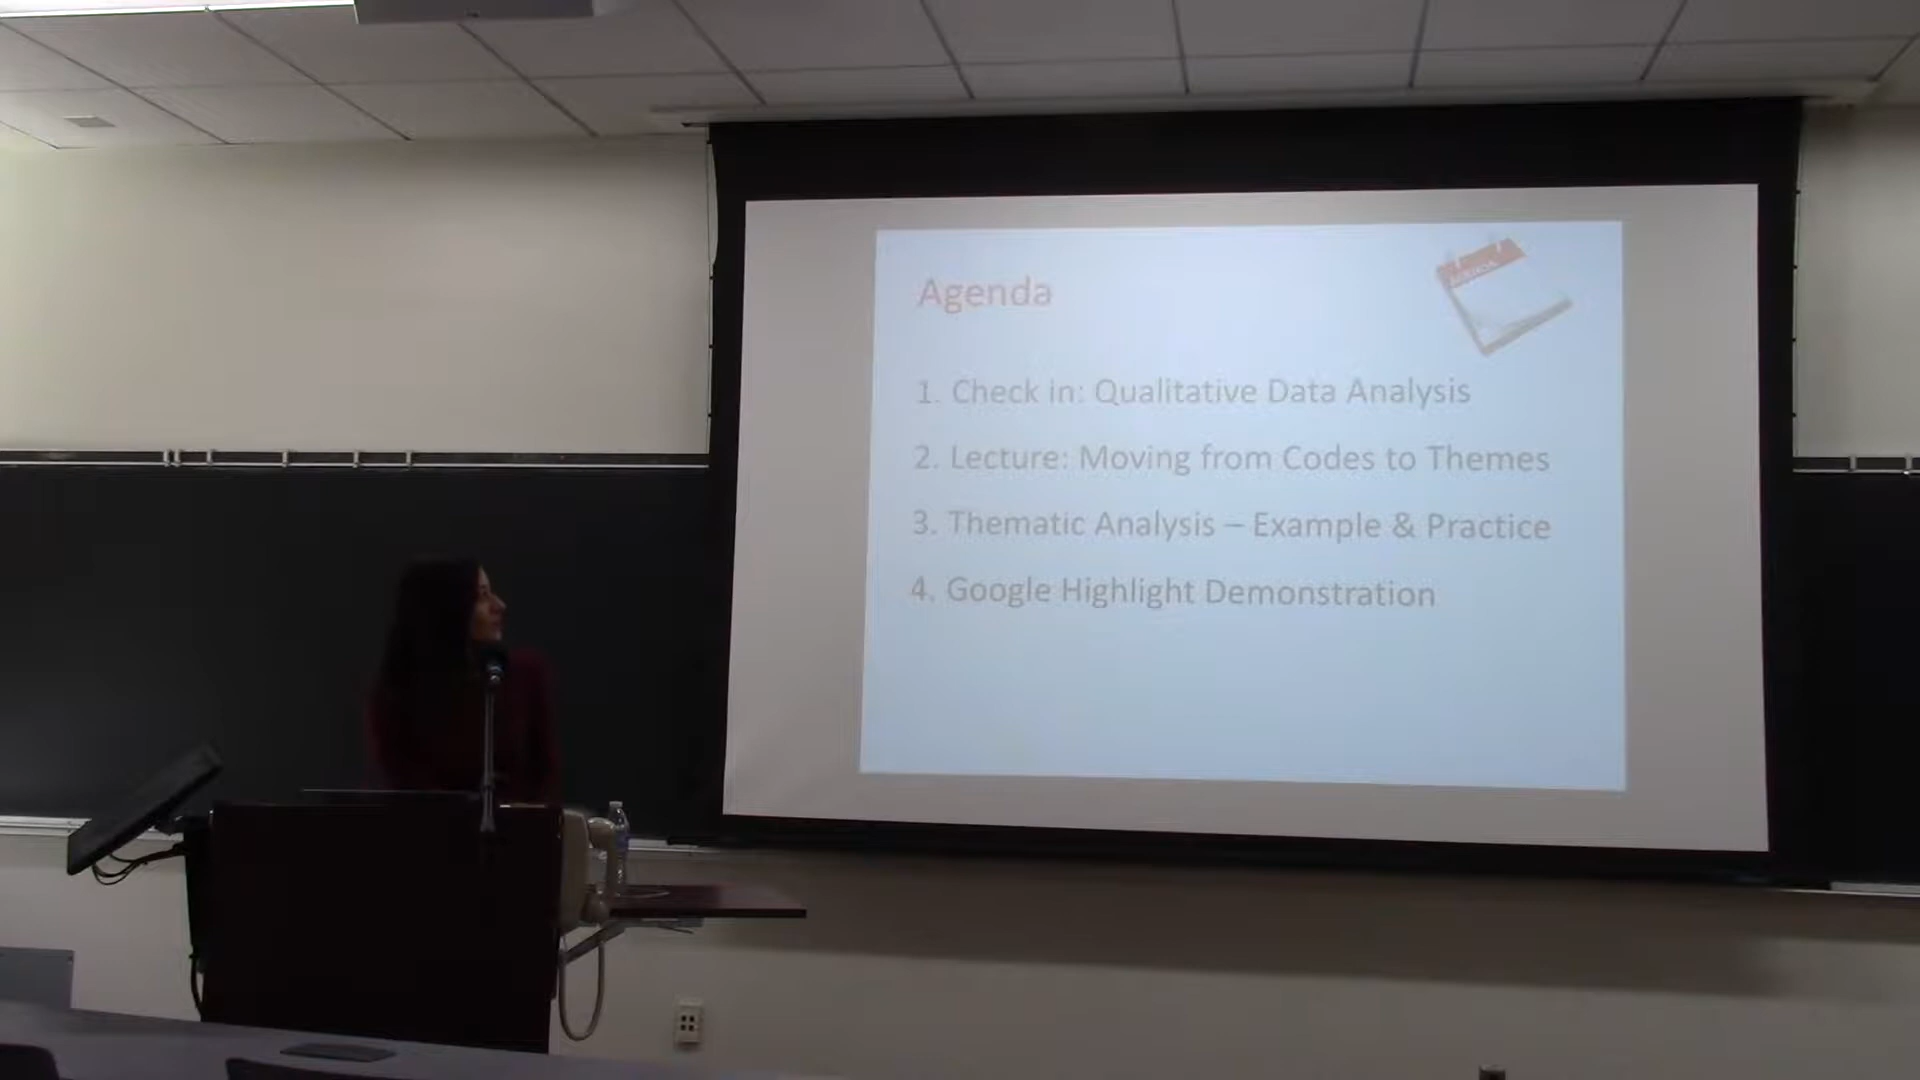 Agenda
AGENDA
1. Check in: Qualitative Data Analysis
2. Lecture: Moving from Codes to Themes
3. Thematic Analysis – Example & Practice
4. Google Highlight Demonstration